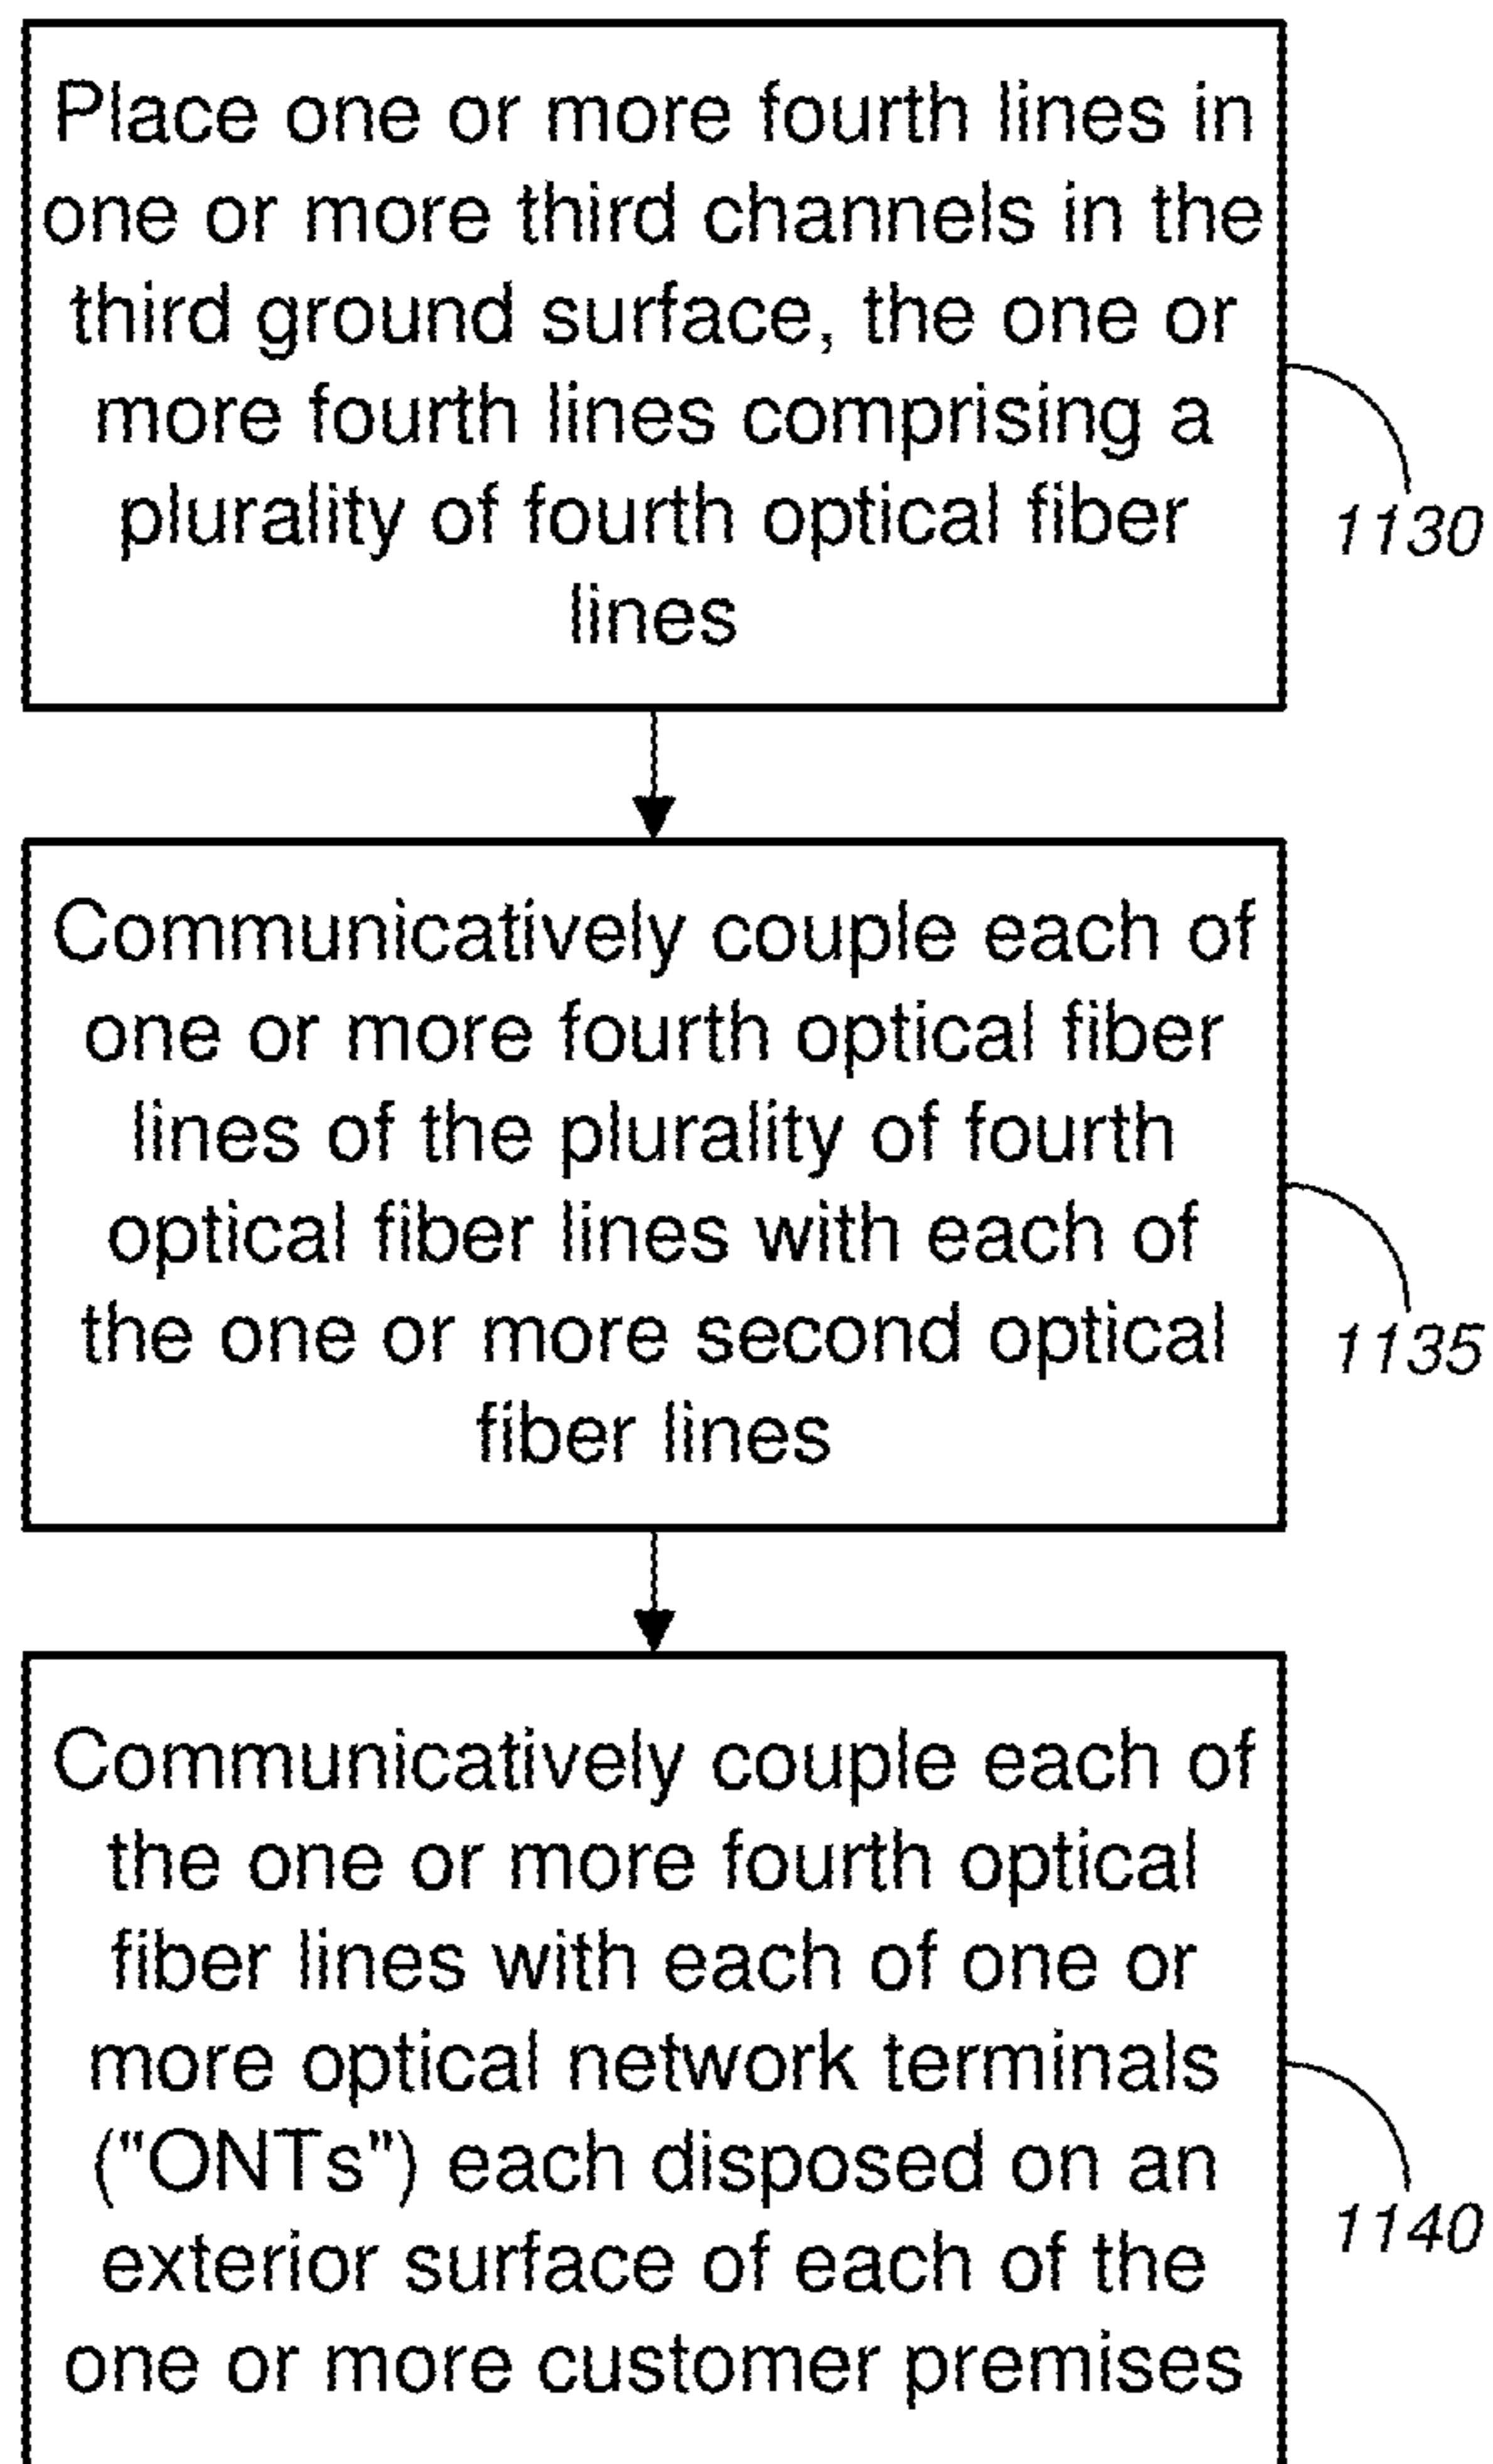 Place one or more fourth lines in
one or more third channels in the
third ground surface, the one or
more fourth lines comprising a
plurality of fourth optical fiber
lines
1130
Communicatively couple each of
one or more fourth optical fiber
lines of the plurality of fourth
optical fiber lines with each of
the one or more second optical
fiber lines
1135
Communicatively couple each of
the one or more fourth optical
fiber lines with each of one or
more optical network terminals
("ONTs") each disposed on an
exterior surface of each of the
one or more customer premises
1140